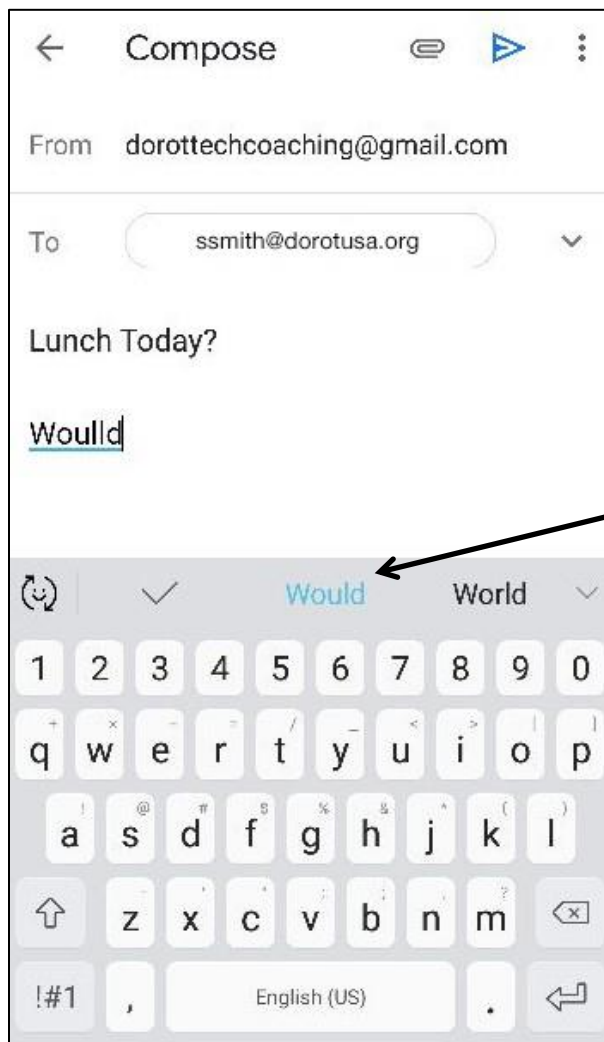 Compose
From dorottechcoaching@gmail.com
To ssmith@dorotusa.org
Lunch Today?
Woulld
Would World
1 2 3 4 5 6 7 8 9 0
q w e r t y u i o p
a s d f g h j k l
z x c v b n m
!#1 , English (US) .